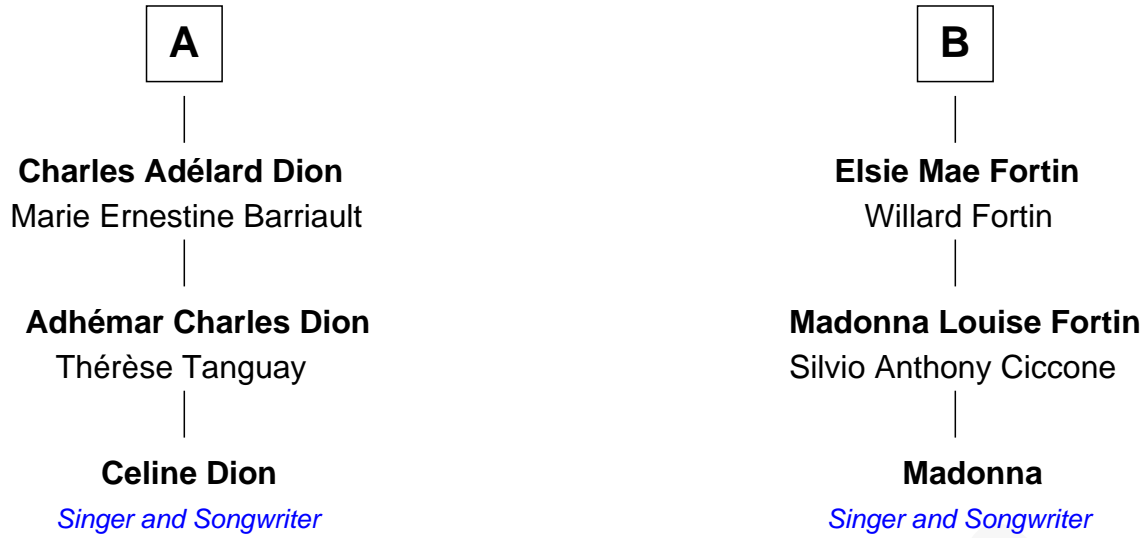 A
Charles Adélard Dion
Marie Ernestine Barriault
Adhémar Charles Dion
Thérèse Tanguay
Celine Dion
Singer and Songwriter
B
Elsie Mae Fortin
Willard Fortin
Madonna Louise Fortin
Silvio Anthony Ciccone
Madonna
Singer and Songwriter